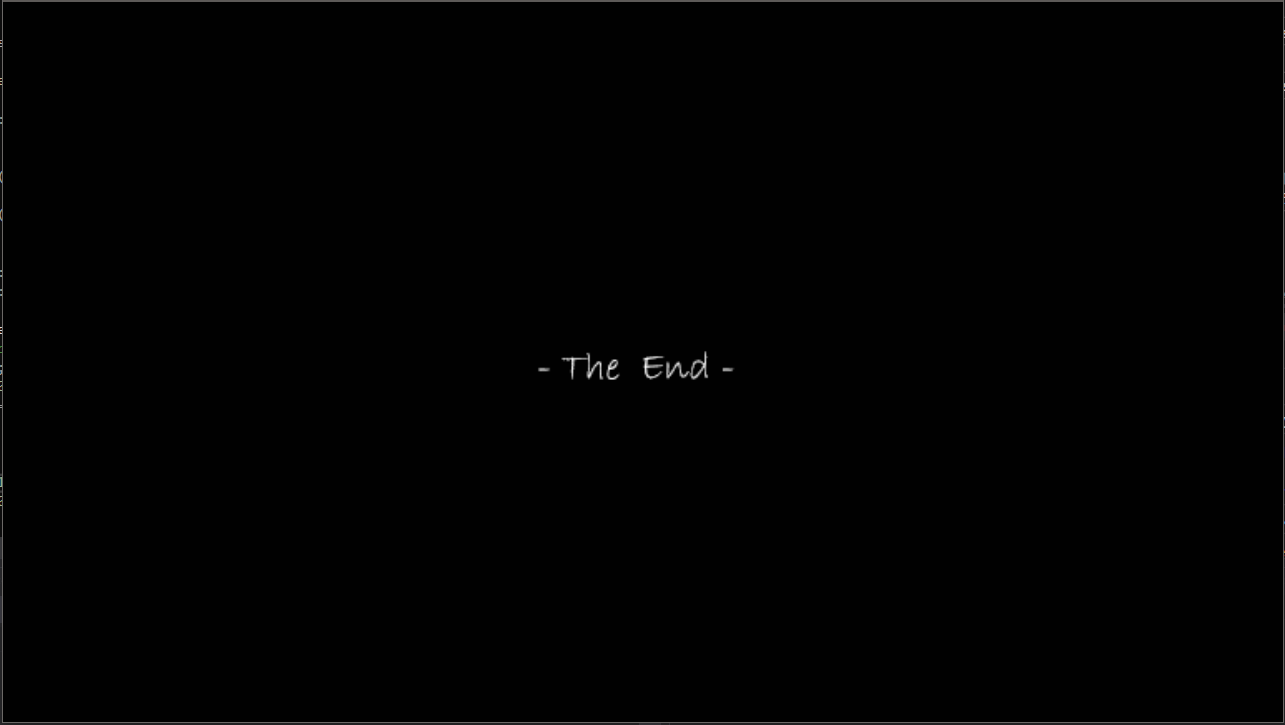 - The End -